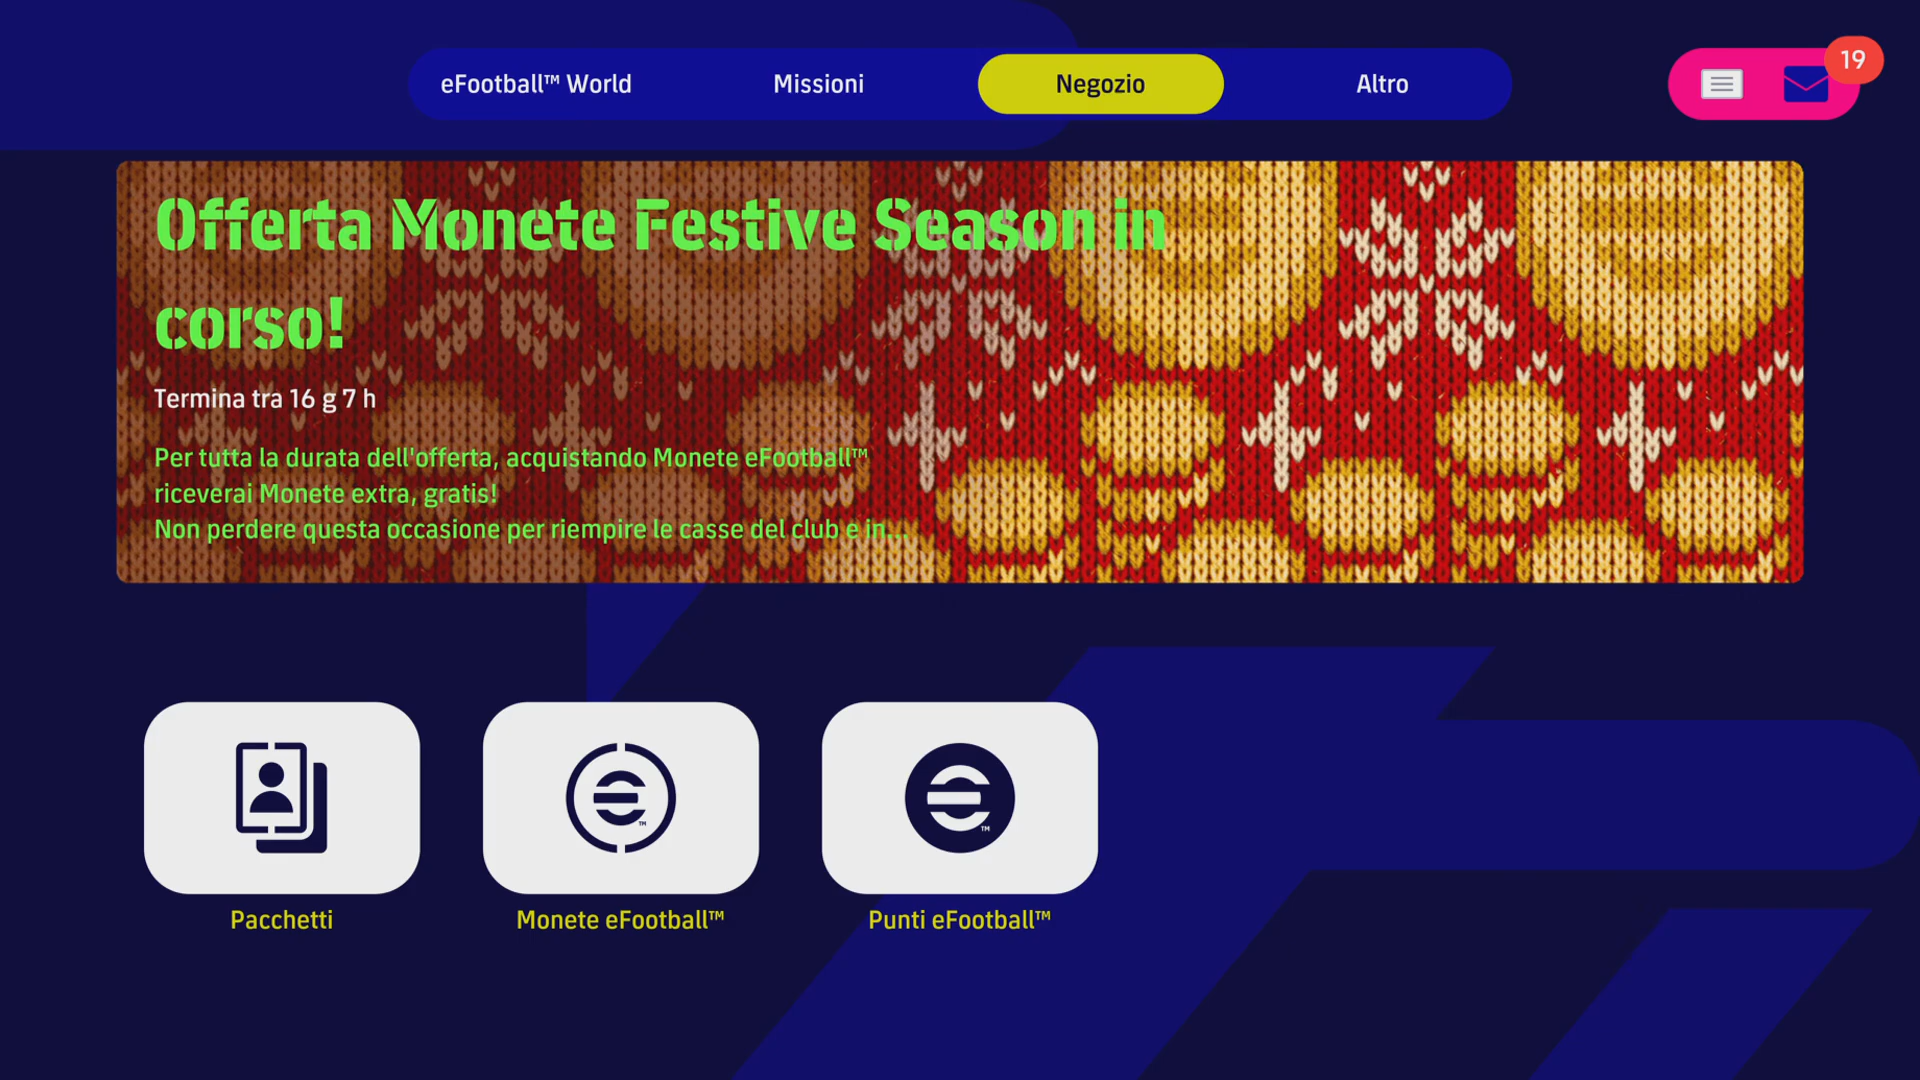 eFootball™ World
Missioni
Negozio
Altro
19
Offerta Monete Festive Season in
corso!
Termina tra 16 g 7 h
Per tutta la durata dell'offerta, acquistando Monete eFootball™
riceverai Monete extra, gratis!
Non perdere questa occasione per riempire le casse del club e in...
Pacchetti
Monete eFootball™
Punti eFootball™